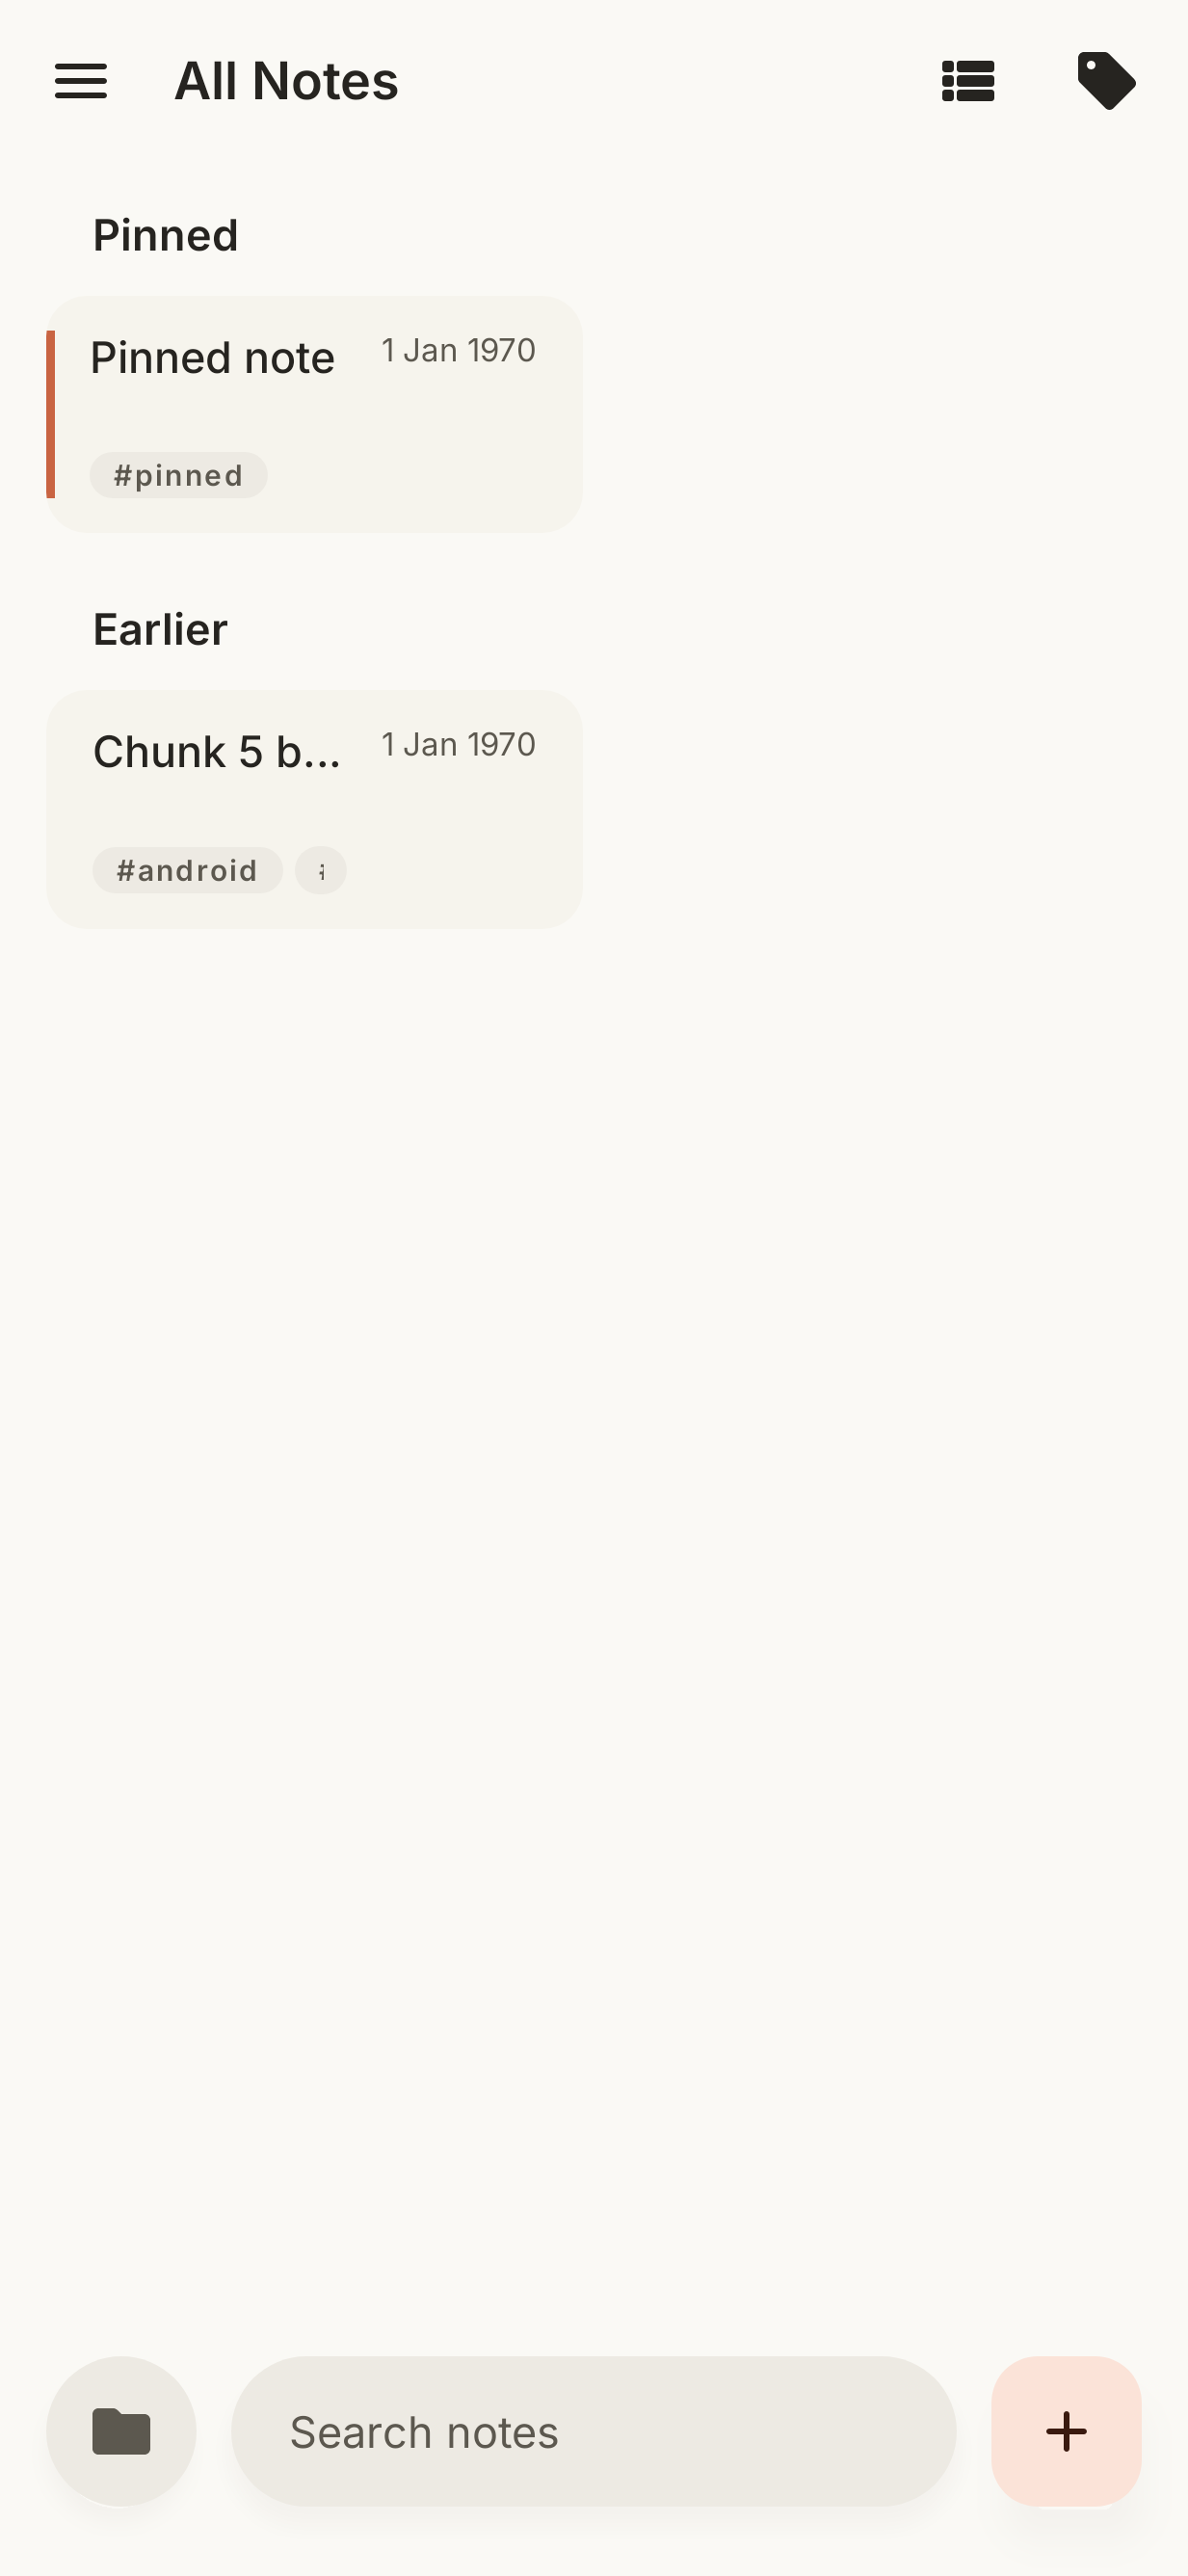 All Notes
Pinned
Pinned note 1 Jan 1970
#pinned
Earlier
Chunk 5 b... 1 Jan 1970
#android
Search notes